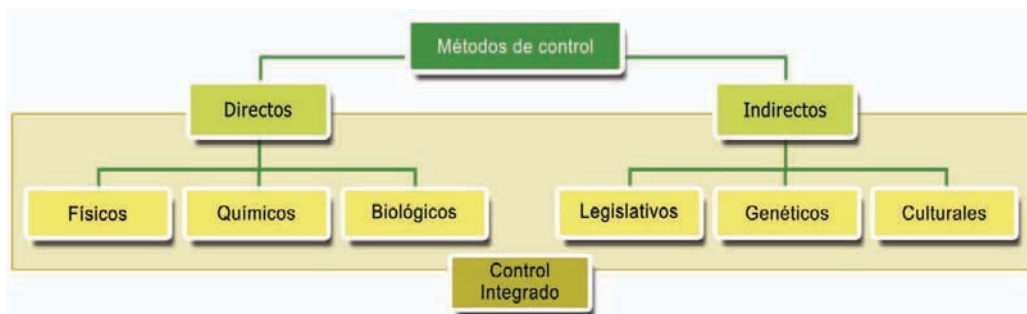 Métodos de control
Directos
Indirectos
Físicos
Químicos
Biológicos
Legislativos
Genéticos
Culturales
Control
Integrado